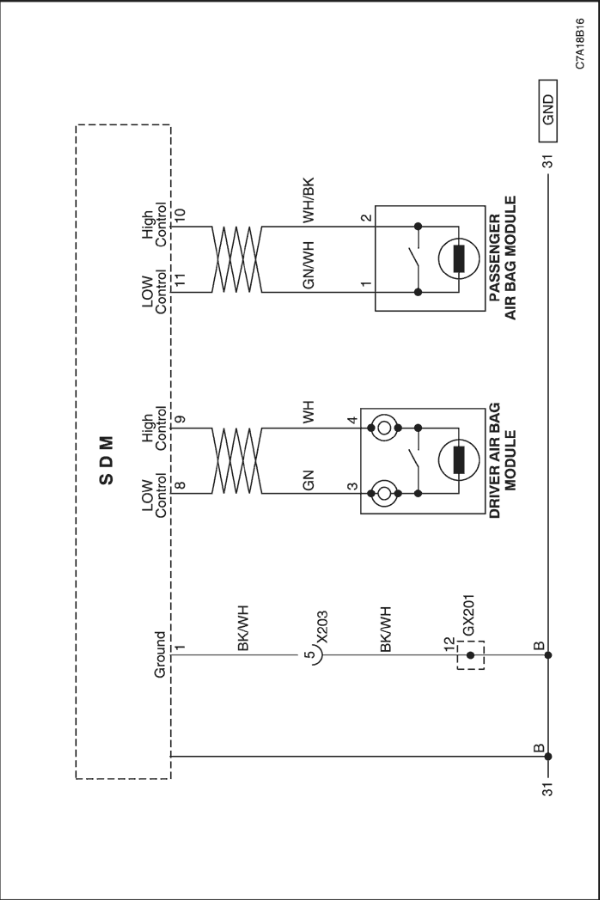 S D M
Ground
LOW
Control
High
Control
LOW
Control
High
Control
1
8
9
11
10
BK/WH
GN
WH
GN/WH
WH/BK
5
X203
3
4
1
2
BK/WH
12
GX201
DRIVER AIR BAG
MODULE
PASSENGER
AIR BAG MODULE
B
B
31
31
GND
C7A18B16